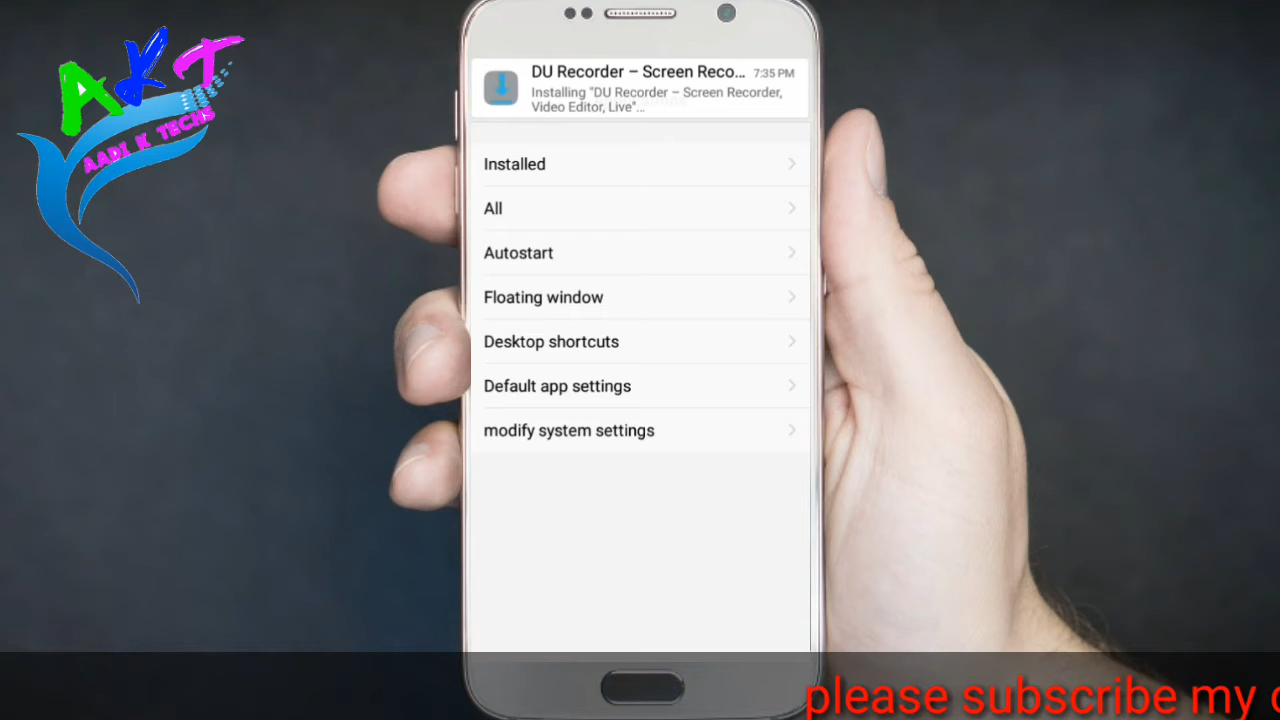 AKT
AADI K TECHS
DU Recorder – Screen Reco... 7:35 PM
Installing "DU Recorder – Screen Recorder,
Video Editor, Live"...
Installed
All
Autostart
Floating window
Desktop shortcuts
Default app settings
modify system settings
please subscribe my